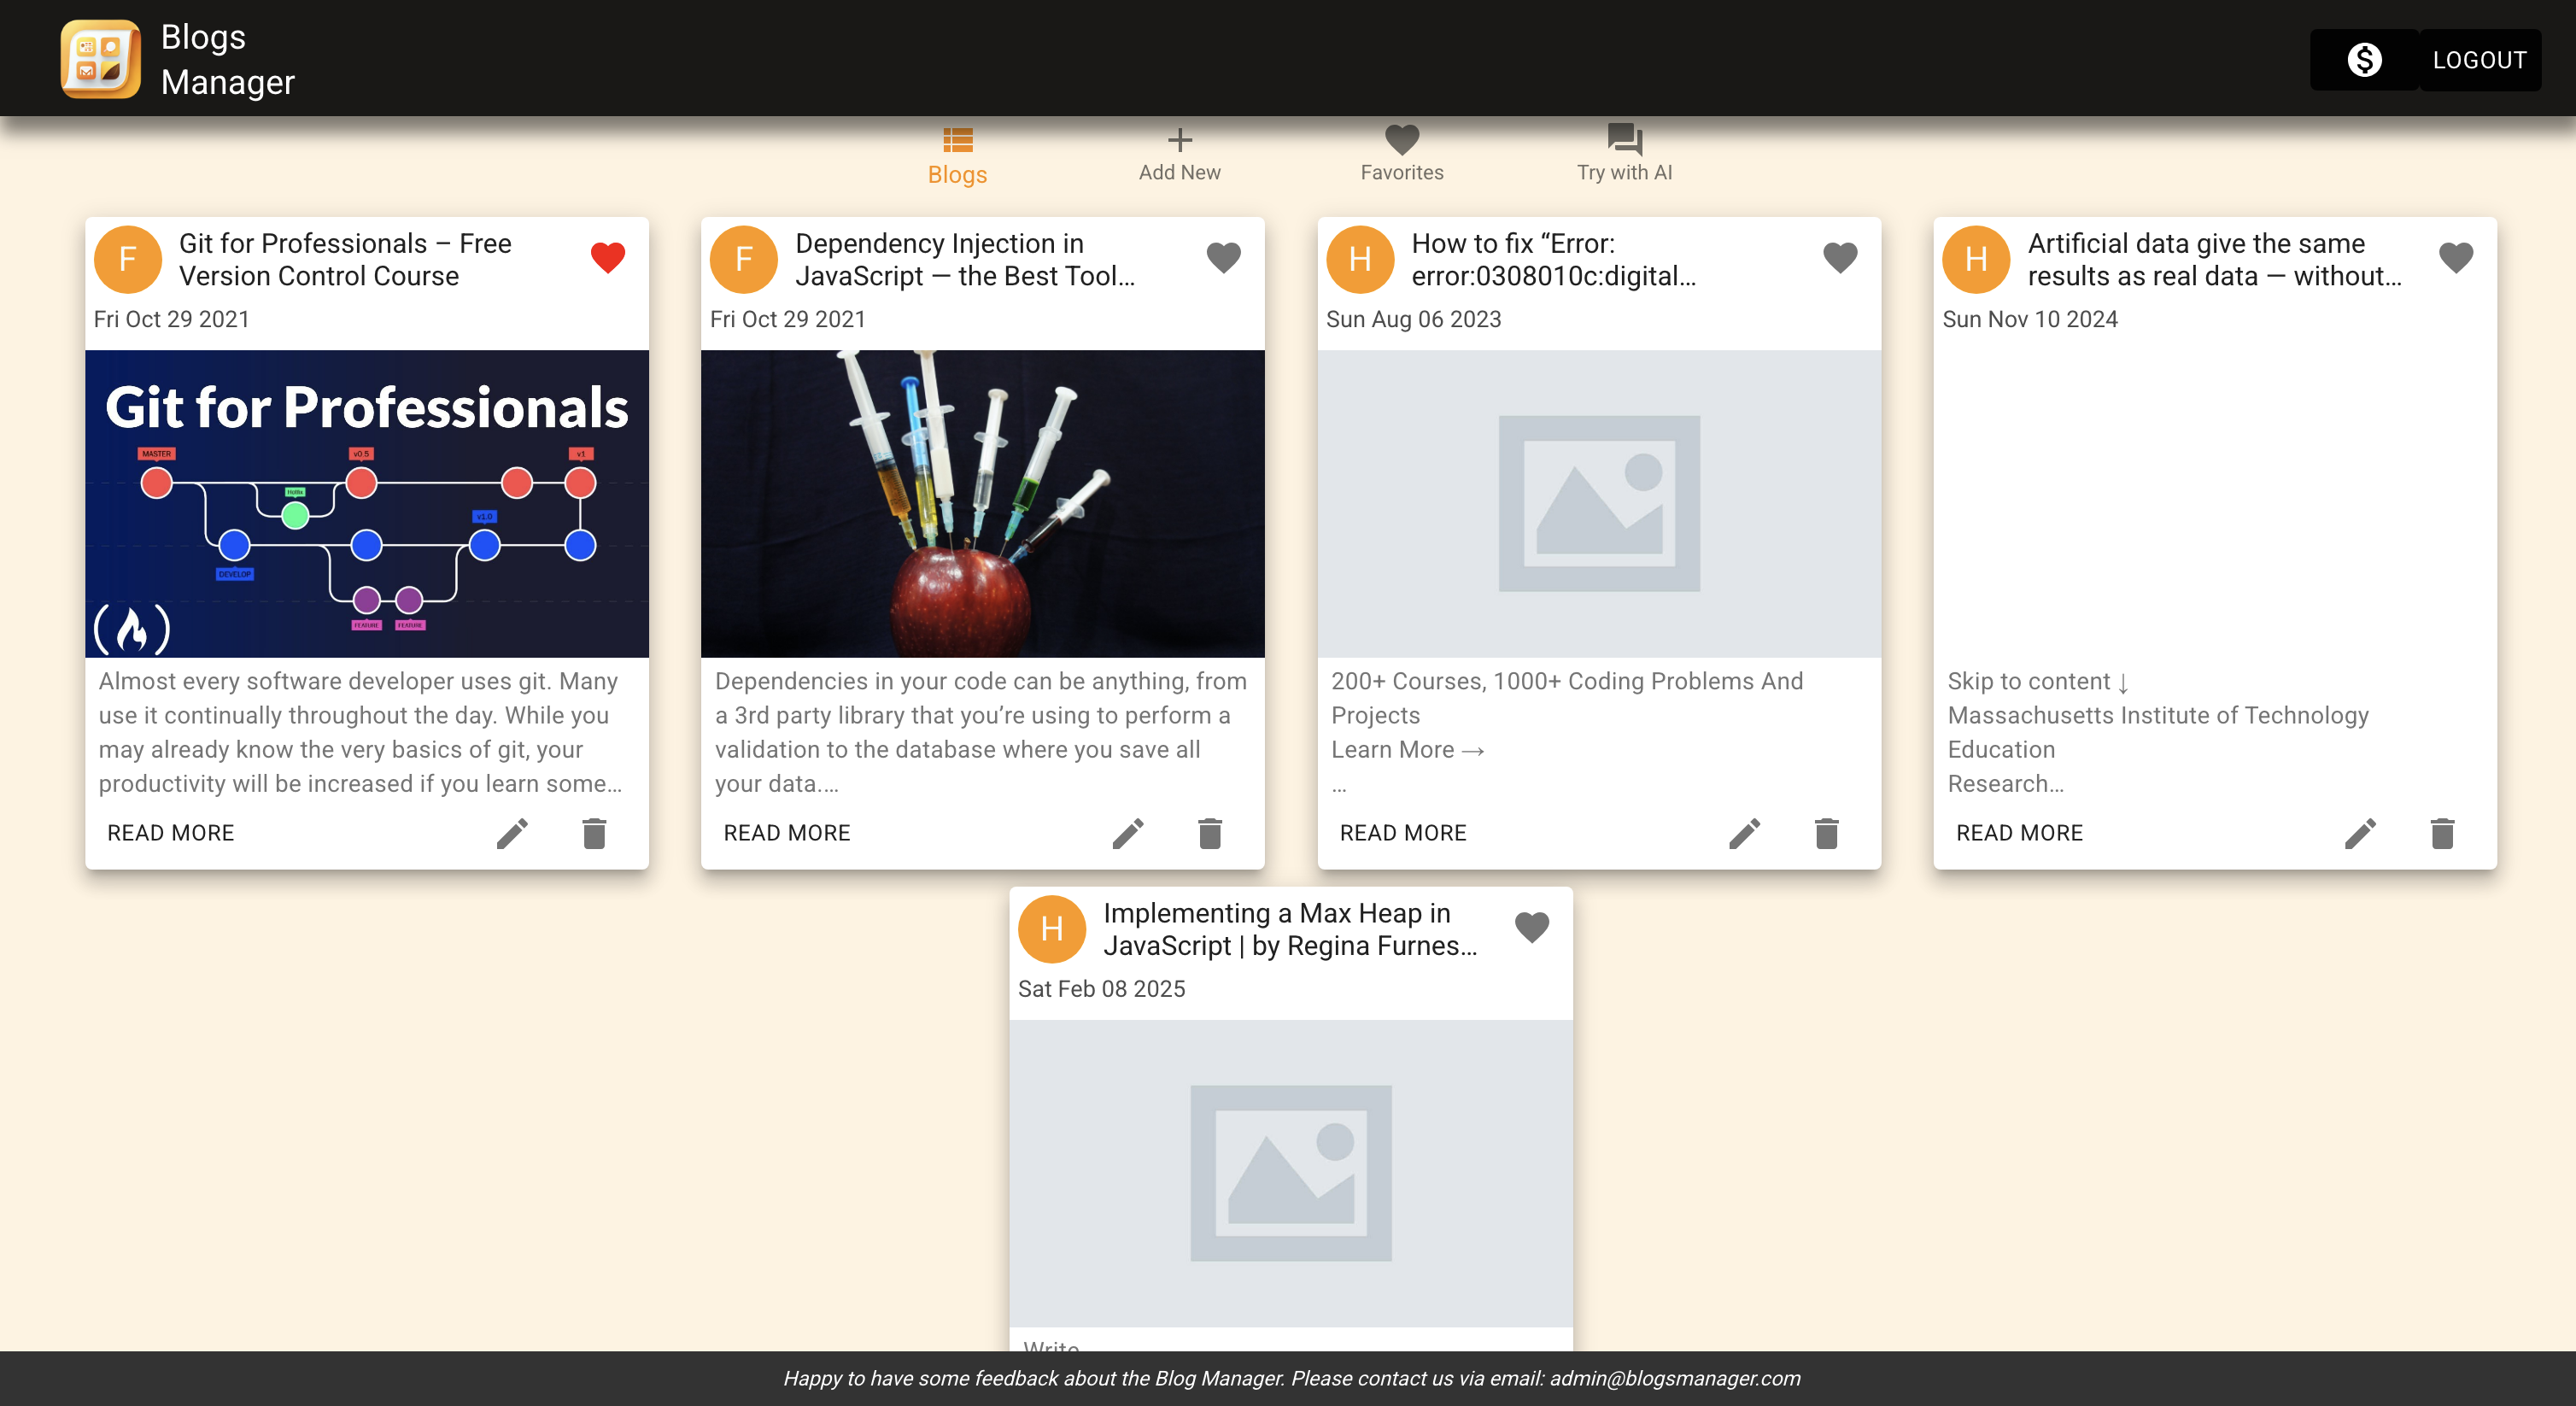 Blogs
Manager
LOGOUT
Blogs
Add New
Favorites
Try with AI
F
Git for Professionals – Free
Version Control Course
Fri Oct 29 2021
Git for Professionals
MASTER
v0.5
v1
v1.0
DEVELOP
FEATURE
FEATURE
Almost every software developer uses git. Many
use it continually throughout the day. While you
may already know the very basics of git, your
productivity will be increased if you learn some…
READ MORE
F
Dependency Injection in
JavaScript — the Best Tool…
Fri Oct 29 2021
Dependencies in your code can be anything, from
a 3rd party library that you’re using to perform a
validation to the database where you save all
your data.…
READ MORE
H
How to fix “Error:
error:0308010c:digital…
Sun Aug 06 2023
200+ Courses, 1000+ Coding Problems And
Projects
Learn More →
…
READ MORE
H
Artificial data give the same
results as real data — without…
Sun Nov 10 2024
Skip to content ↓
Massachusetts Institute of Technology
Education
Research…
READ MORE
H
Implementing a Max Heap in
JavaScript | by Regina Furnes…
Sat Feb 08 2025
Write
Happy to have some feedback about the Blog Manager. Please contact us via email: admin@blogsmanager.com